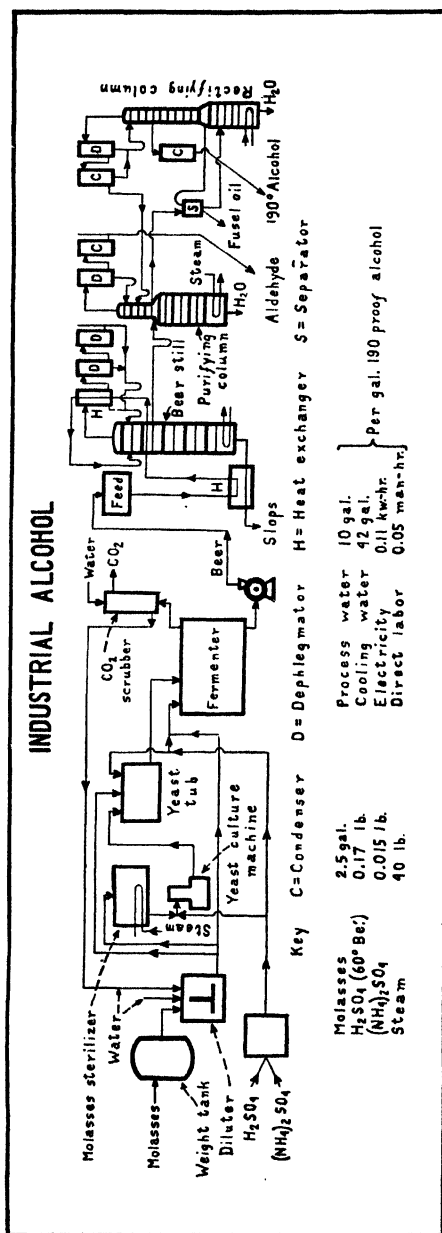 INDUSTRIAL ALCOHOL
Molasses sterilizer
Water
Molasses
Weight tank
Diluter
H₂SO₄
(NH₄)₂SO₄
Steam
Yeast culture
machine
Yeast
tub
CO₂
scrubber
Water
CO₂
Fermenter
Beer
Feed
H
Slops
Beer still
H
D
D
Purifying
column
Steam
H₂O
D
C
Aldehyde
S
Fusel oil
C
D
C
190° Alcohol
Rectifying column
H₂O
Key C=Condenser D=Dephlegmator H=Heat exchanger S=Separator
Molasses 2.5 gal. Process water 10 gal.
H₂SO₄ (60° Be.) 0.17 lb. Cooling water 42 gal.
(NH₄)₂SO₄ 0.015 lb. Electricity 0.11 kw.-hr.
Steam 40 lb. Direct labor 0.05 man-hr.
Per gal. 190 proof alcohol